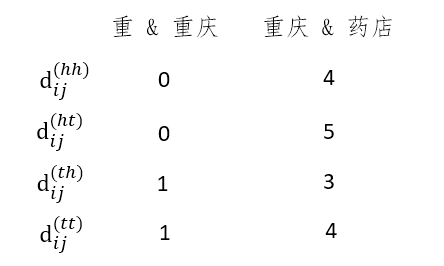 重 & 重庆 重庆 & 药店
d_{ij}^{(hh)} 0 4
d_{ij}^{(ht)} 0 5
d_{ij}^{(th)} 1 3
d_{ij}^{(tt)} 1 4